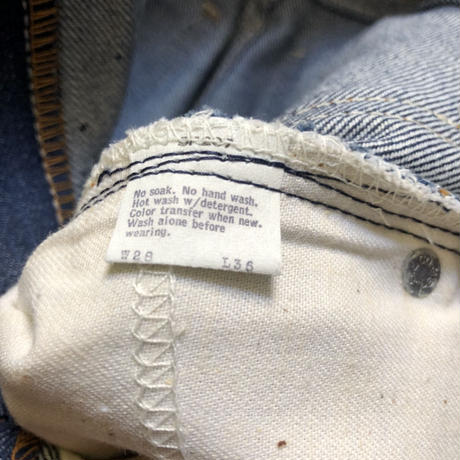 No soak. No hand wash.
Hot wash w/detergent.
Color transfer when new.
Wash alone before
wearing.
W28 L36